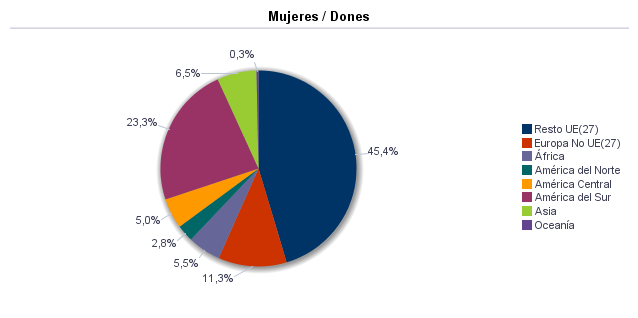 Mujeres / Dones
0,3%
6,5%
23,3%
45,4%
5,0%
2,8%
5,5%
11,3%
Resto UE(27)
Europa No UE(27)
África
América del Norte
América Central
América del Sur
Asia
Oceanía